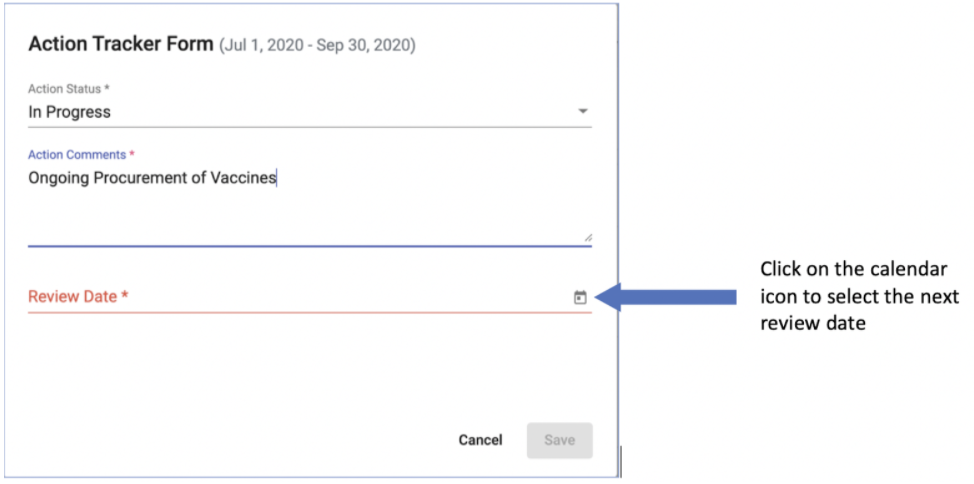 Action Tracker Form (Jul 1, 2020 - Sep 30, 2020)
Action Status *
In Progress
Action Comments *
Ongoing Procurement of Vaccines
Review Date *
Click on the calendar
icon to select the next
review date
Cancel Save